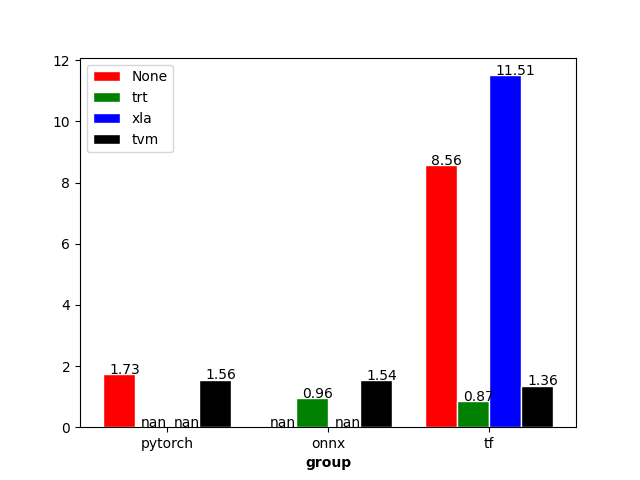 12
10
8
6
4
2
0
None
trt
xla
tvm
1.73
nan
nan
1.56
nan
0.96
nan
1.54
8.56
0.87
11.51
1.36
pytorch
onnx
tf
group